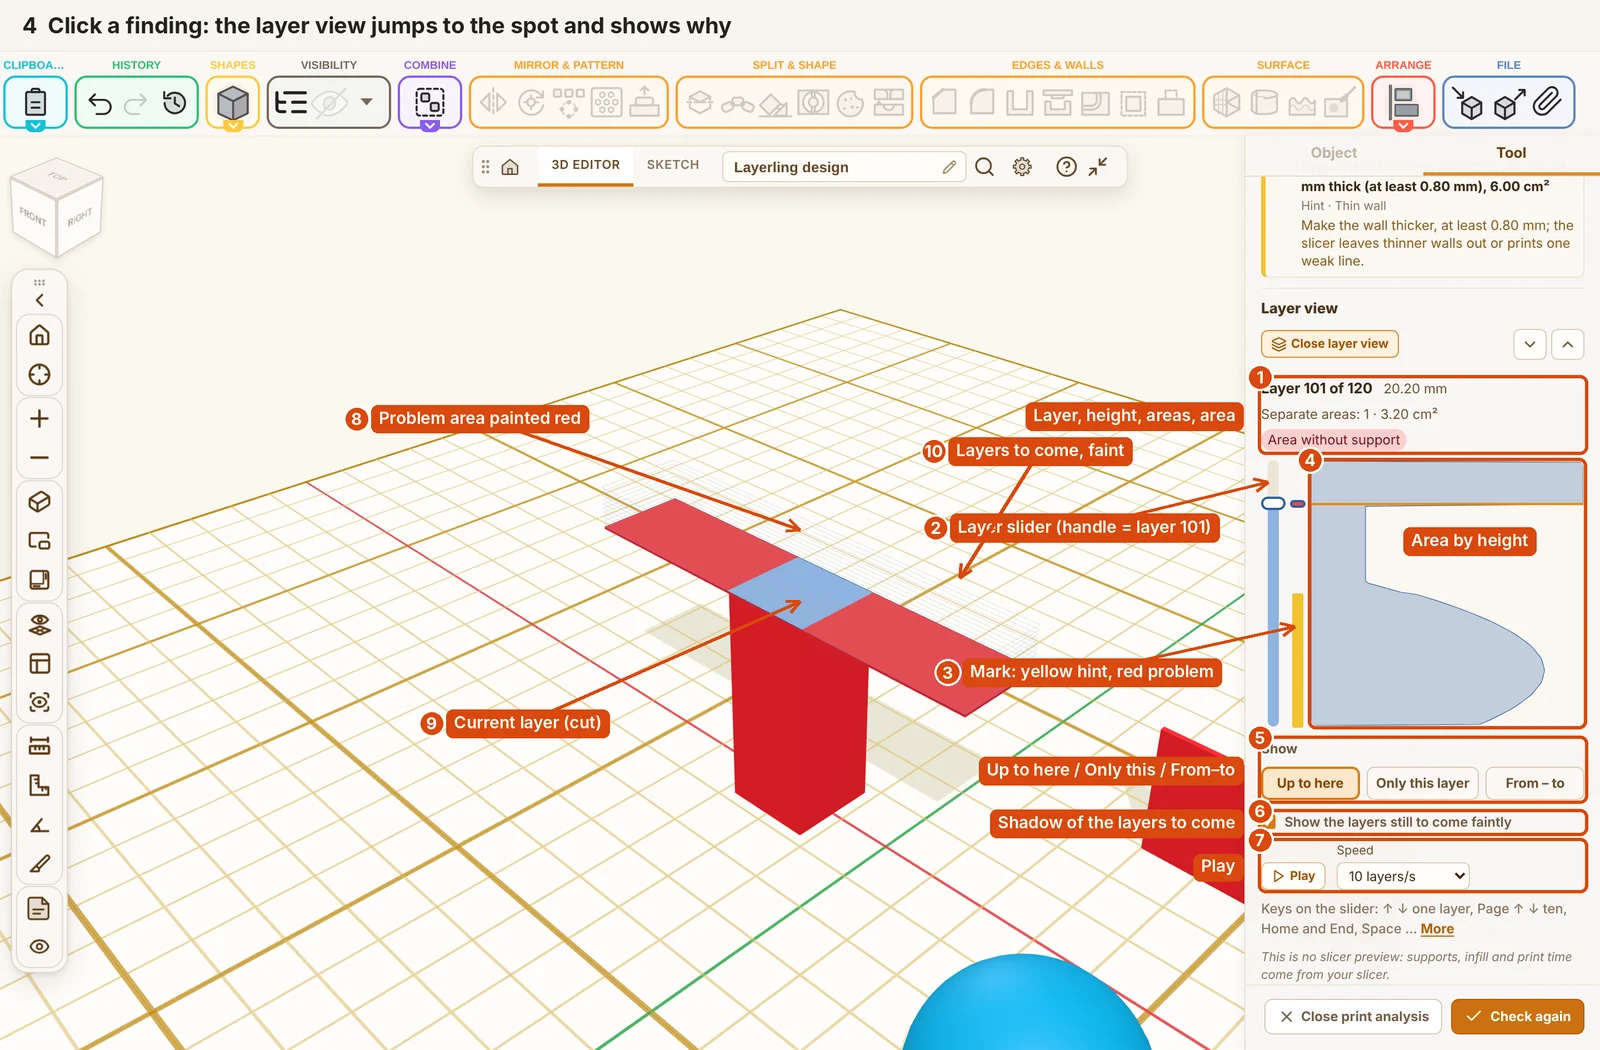 4 Click a finding: the layer view jumps to the spot and shows why
CLIPBOA...
HISTORY
SHAPES
VISIBILITY
COMBINE
MIRROR & PATTERN
SPLIT & SHAPE
EDGES & WALLS
SURFACE
ARRANGE
FILE
TOP
FRONT
RIGHT
3D EDITOR
SKETCH
Layerling design
Object
Tool
mm thick (at least 0.80 mm), 6.00 cm²
Hint · Thin wall
Make the wall thicker, at least 0.80 mm; the
slicer leaves thinner walls out or prints one
weak line.
Layer view
Close layer view
1
Layer 101 of 120 20.20 mm
Separate areas: 1 · 3.20 cm²
Area without support
Layer, height, areas, area
8 Problem area painted red
10 Layers to come, faint
2 Layer slider (handle = layer 101)
4
Area by height
3 Mark: yellow hint, red problem
9 Current layer (cut)
Up to here / Only this / From–to
5
Show
Up to here
Only this layer
From – to
Shadow of the layers to come
6
Show the layers still to come faintly
Play
7
Speed
Play
10 layers/s
Keys on the slider: ↑ ↓ one layer, Page ↑ ↓ ten,
Home and End, Space ... More
This is no slicer preview: supports, infill and print time
come from your slicer.
Close print analysis
Check again